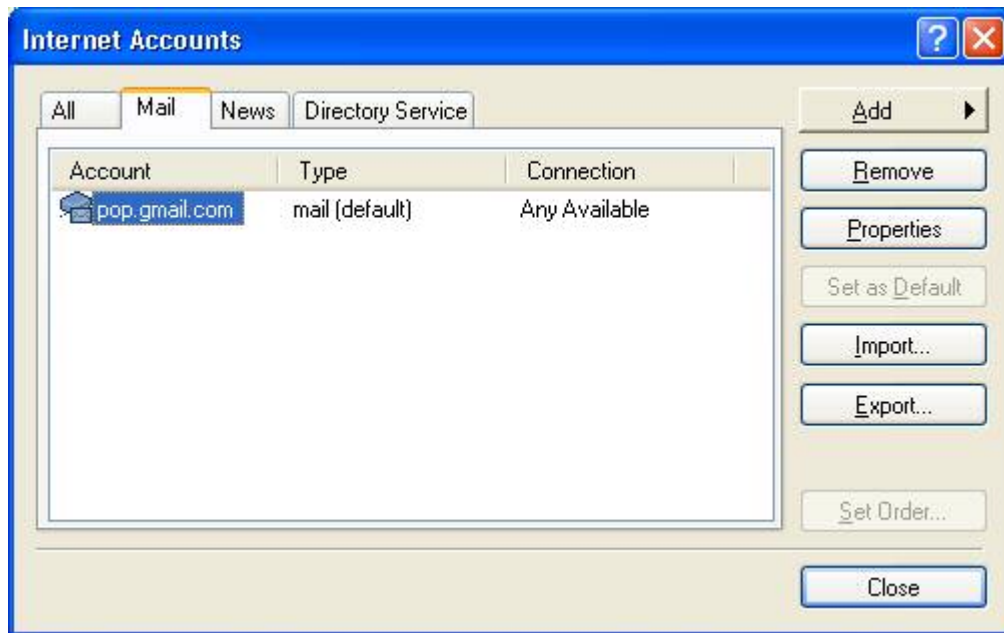 Internet Accounts
All Mail News Directory Service
Account Type Connection
pop.gmail.com mail (default) Any Available
Add
Remove
Properties
Set as Default
Import...
Export...
Set Order...
Close